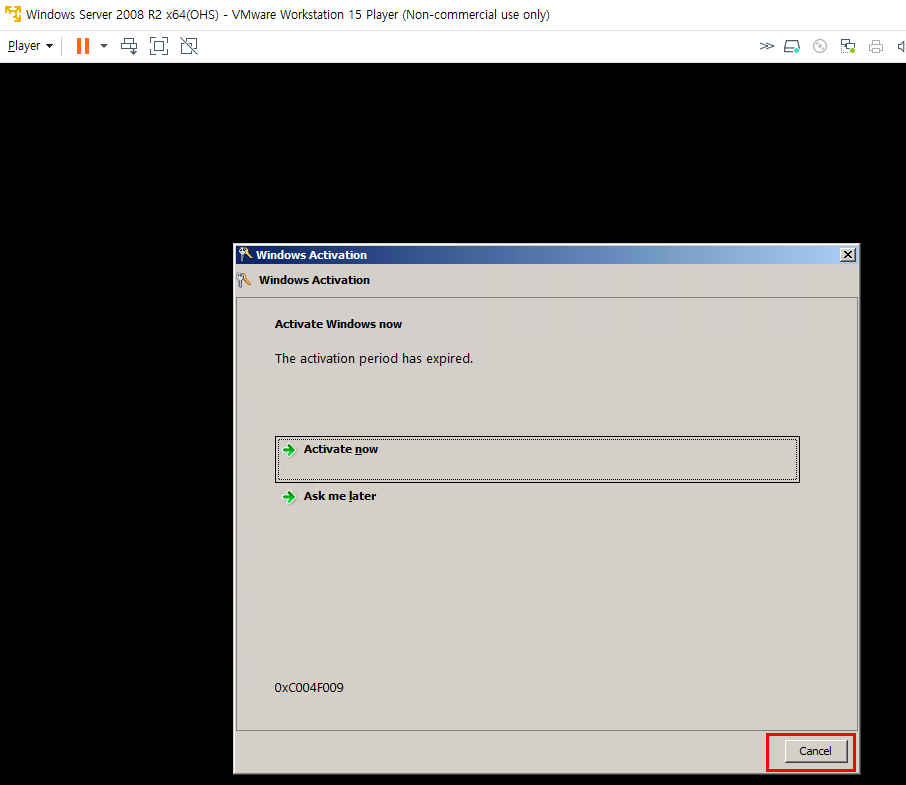 Windows Server 2008 R2 x64(OHS) - VMware Workstation 15 Player (Non-commercial use only)
Player
Windows Activation
Windows Activation
Activate Windows now
The activation period has expired.
Activate now
Ask me later
0xC004F009
Cancel